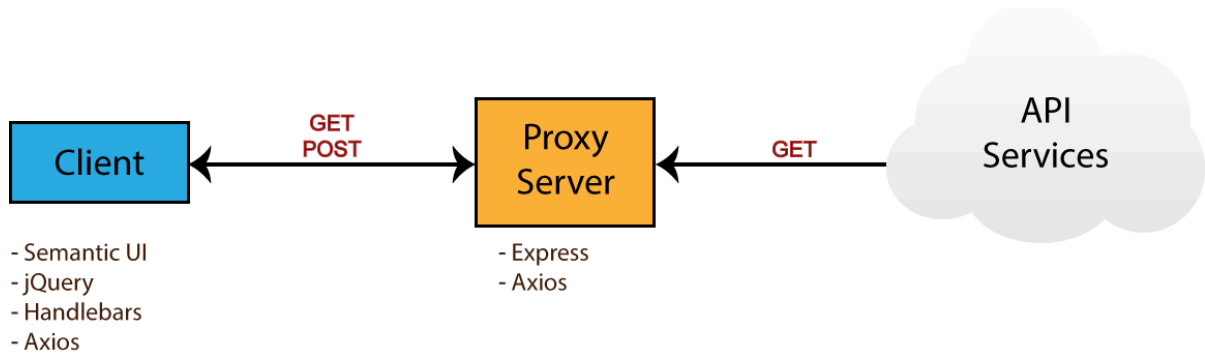 Client
GET
POST
Proxy
Server
GET
API
Services
- Semantic UI
- jQuery
- Handlebars
- Axios
- Express
- Axios